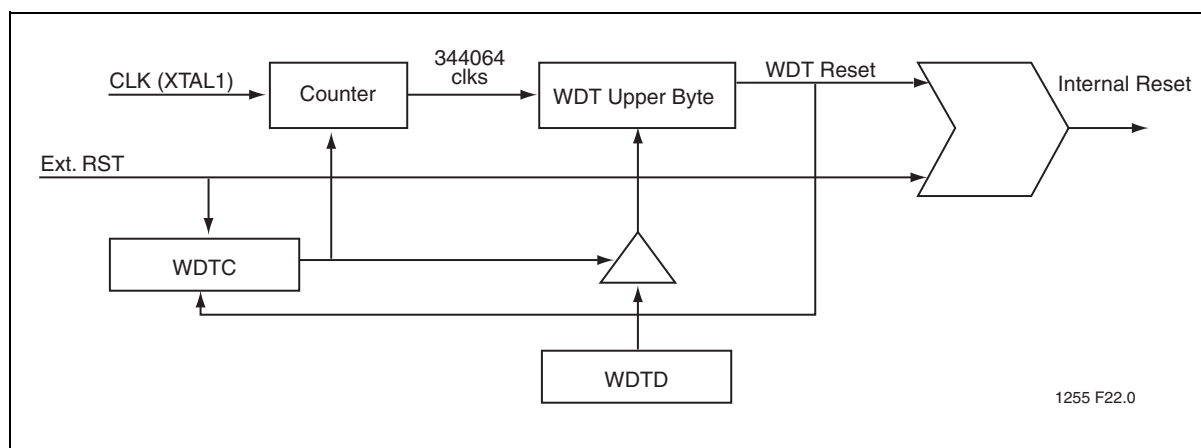 344064
clks
CLK (XTAL1)
Counter
WDT Upper Byte
WDT Reset
Internal Reset
Ext. RST
WDTC
WDTD
1255 F22.0